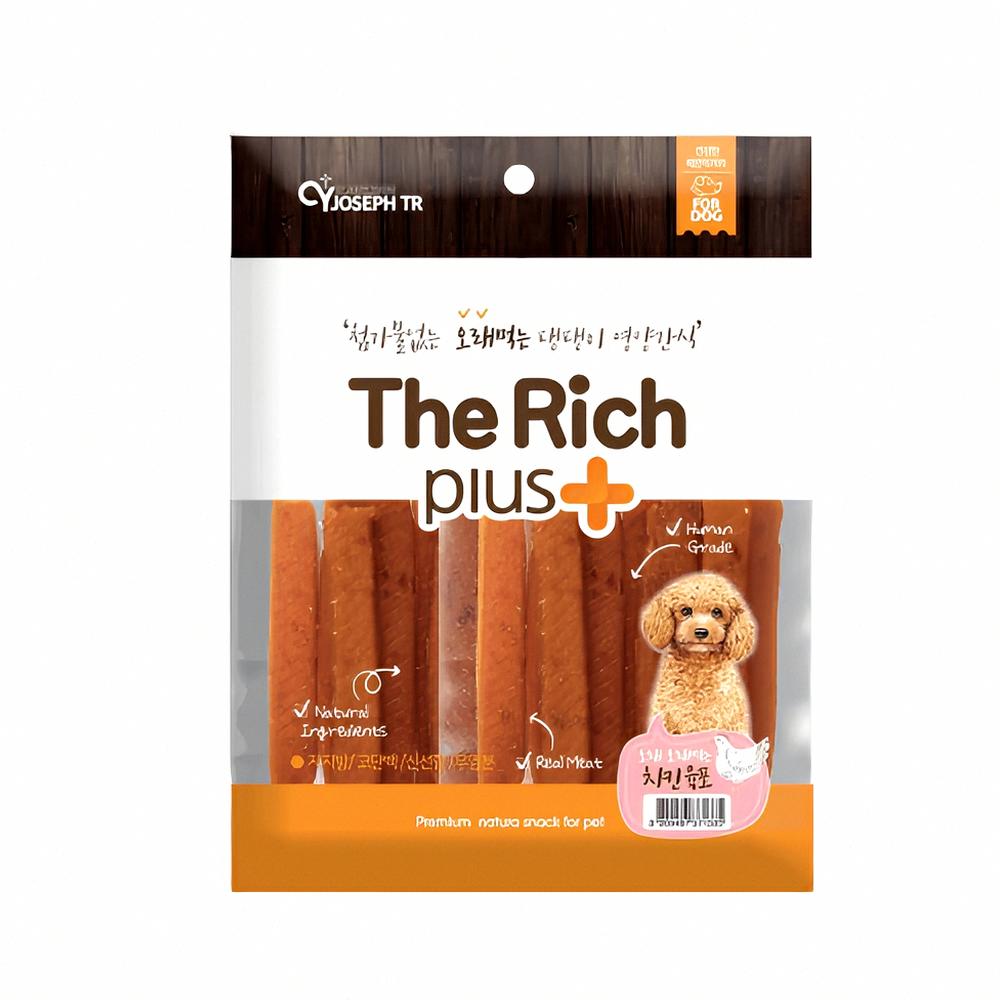 JOSEPH TR
FOR
DOG
'첨가물없는 오래먹는 댕댕이 영양간식'
The Rich
plus
Human
Grade
Natural
Ingredients
Real Meat
치킨 육포
Premium natura snack for pet